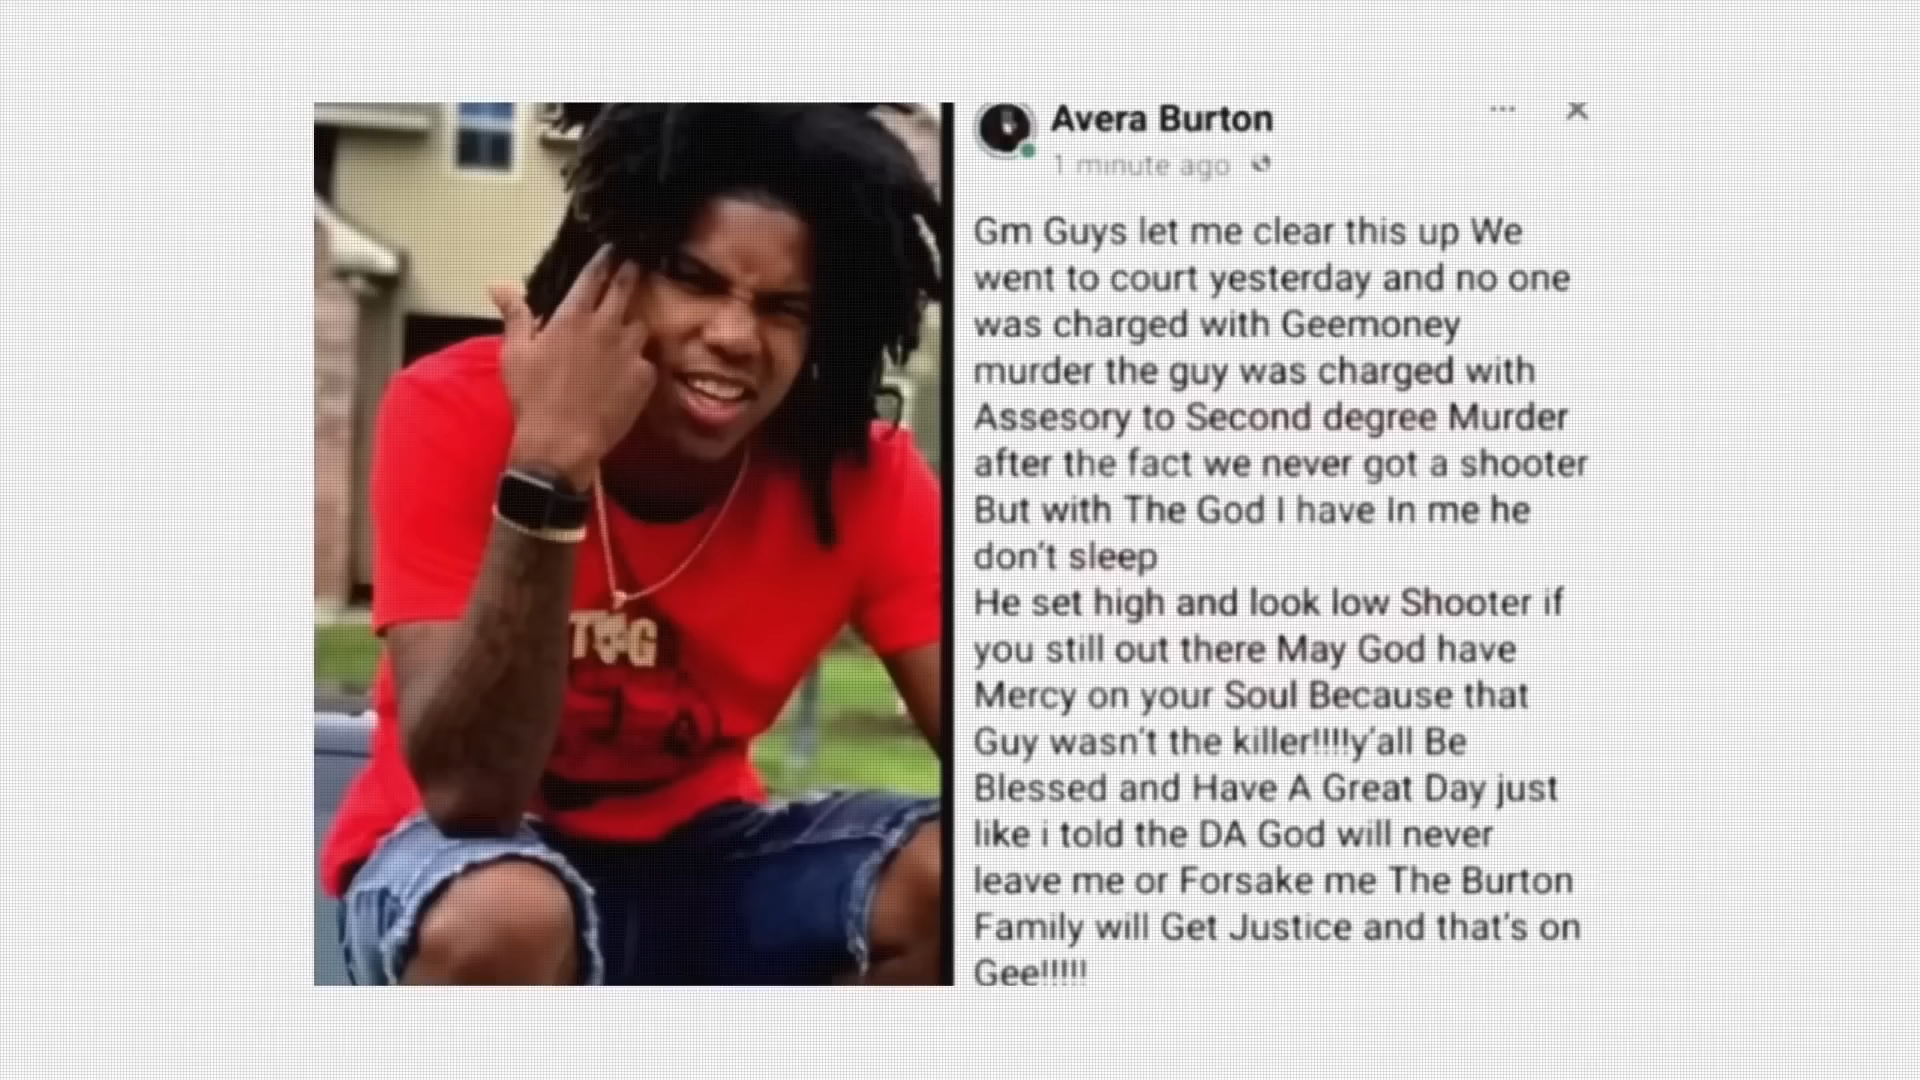 Avera Burton
1 minute ago
Gm Guys let me clear this up We
went to court yesterday and no one
was charged with Geemoney
murder the guy was charged with
Assesory to Second degree Murder
after the fact we never got a shooter
But with The God I have In me he
don't sleep
He set high and look low Shooter if
you still out there May God have
Mercy on your Soul Because that
Guy wasn't the killer!!!!y'all Be
Blessed and Have A Great Day just
like i told the DA God will never
leave me or Forsake me The Burton
Family will Get Justice and that's on
Gee!!!!!